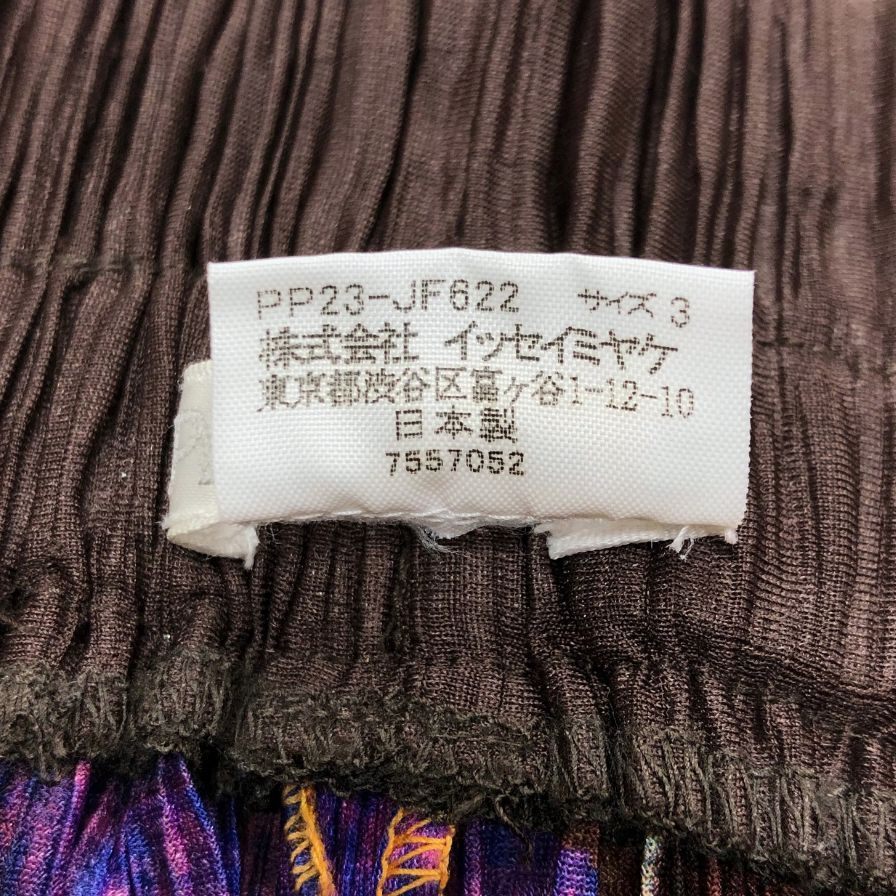 PP23-JF622 サイズ 3
株式会社 イッセイミヤケ
東京都渋谷区富ヶ谷1-12-10
日本製
7557052